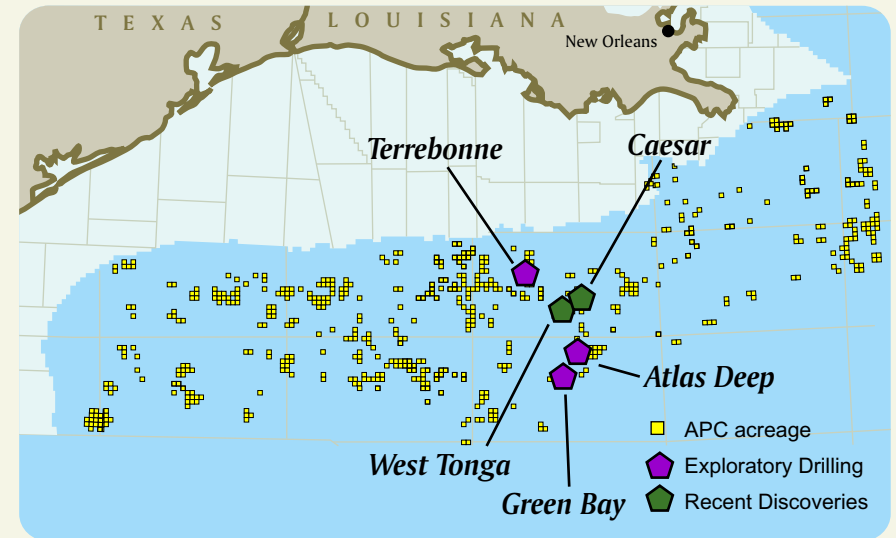 TEXAS
LOUISIANA
New Orleans
Terrebonne
Caesar
Atlas Deep
West Tonga
Green Bay
APC acreage
Exploratory Drilling
Recent Discoveries